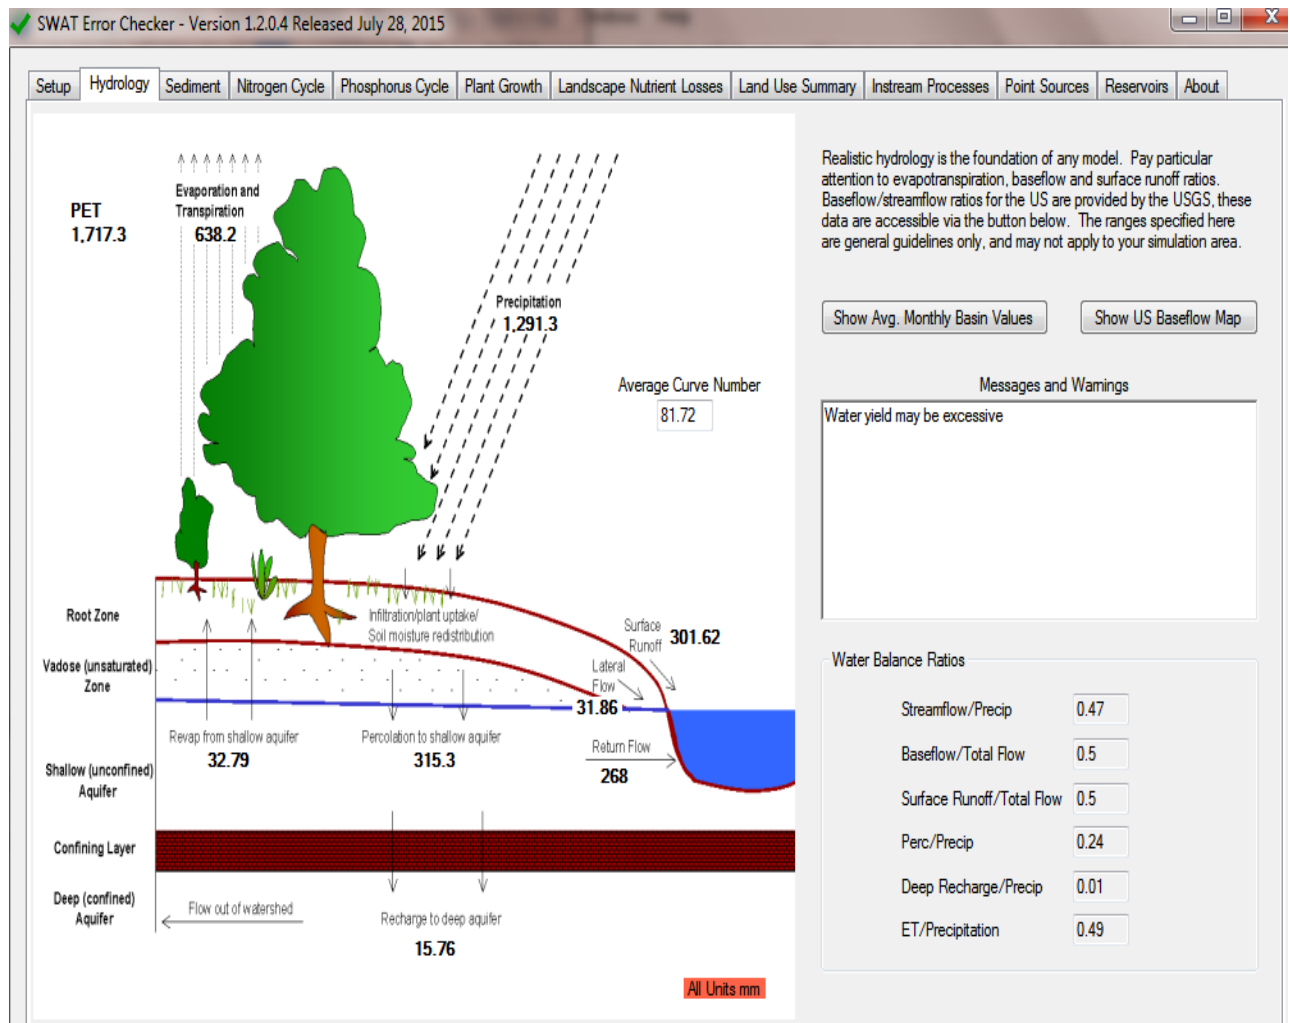 SWAT Error Checker - Version 1.2.0.4 Released July 28, 2015
Setup
Hydrology
Sediment
Nitrogen Cycle
Phosphorus Cycle
Plant Growth
Landscape Nutrient Losses
Land Use Summary
Instream Processes
Point Sources
Reservoirs
About
PET
1,717.3
Evaporation and
Transpiration
638.2
Precipitation
1,291.3
Average Curve Number
81.72
Root Zone
Infiltration/plant uptake/
Soil moisture redistribution
Surface
Runoff
301.62
Vadose (unsaturated)
Zone
Lateral
Flow
31.86
Revap from shallow aquifer
32.79
Percolation to shallow aquifer
315.3
Return Flow
268
Shallow (unconfined)
Aquifer
Confining Layer
Deep (confined)
Aquifer
Flow out of watershed
Recharge to deep aquifer
15.76
All Units mm
Realistic hydrology is the foundation of any model.  Pay particular
attention to evapotranspiration, baseflow and surface runoff ratios.
Baseflow/streamflow ratios for the US are provided by the USGS, these
data are accessible via the button below.  The ranges specified here
are general guidelines only, and may not apply to your simulation area.
Show Avg. Monthly Basin Values
Show US Baseflow Map
Messages and Warnings
Water yield may be excessive
Water Balance Ratios
Streamflow/Precip 0.47
Baseflow/Total Flow 0.5
Surface Runoff/Total Flow 0.5
Perc/Precip 0.24
Deep Recharge/Precip 0.01
ET/Precipitation 0.49